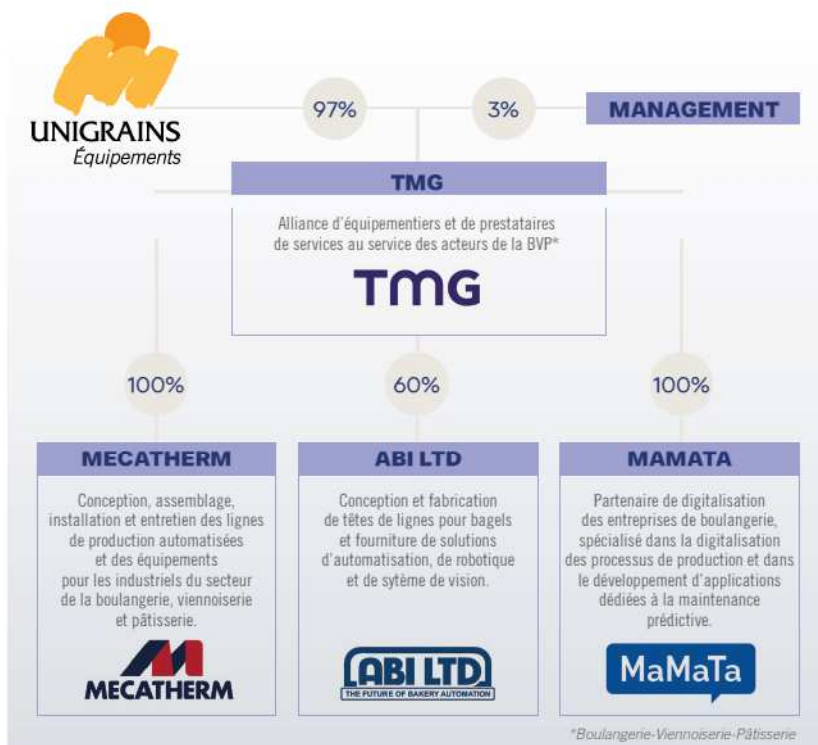 UNIGRAINS
Équipements
97%
3%
MANAGEMENT
TMG
Alliance d'équipementiers et de prestataires
de services au service des acteurs de la BVP*
TMG
100%
60%
100%
MECATHERM
Conception, assemblage,
installation et entretien des lignes
de production automatisées
et des équipements
pour les industriels du secteur
de la boulangerie, viennoiserie
et pâtisserie.
MECATHERM
ABI LTD
Conception et fabrication
de têtes de lignes pour bagels
et fourniture de solutions
d'automatisation, de robotique
et de sytème de vision.
ABI LTD
THE FUTURE OF BAKERY AUTOMATION
MAMATA
Partenaire de digitalisation
des entreprises de boulangerie,
spécialisé dans la digitalisation
des processus de production et dans
le développement d'applications
dédiées à la maintenance
prédictive.
MaMaTa
*Boulangerie-Viennoiserie-Pâtisserie